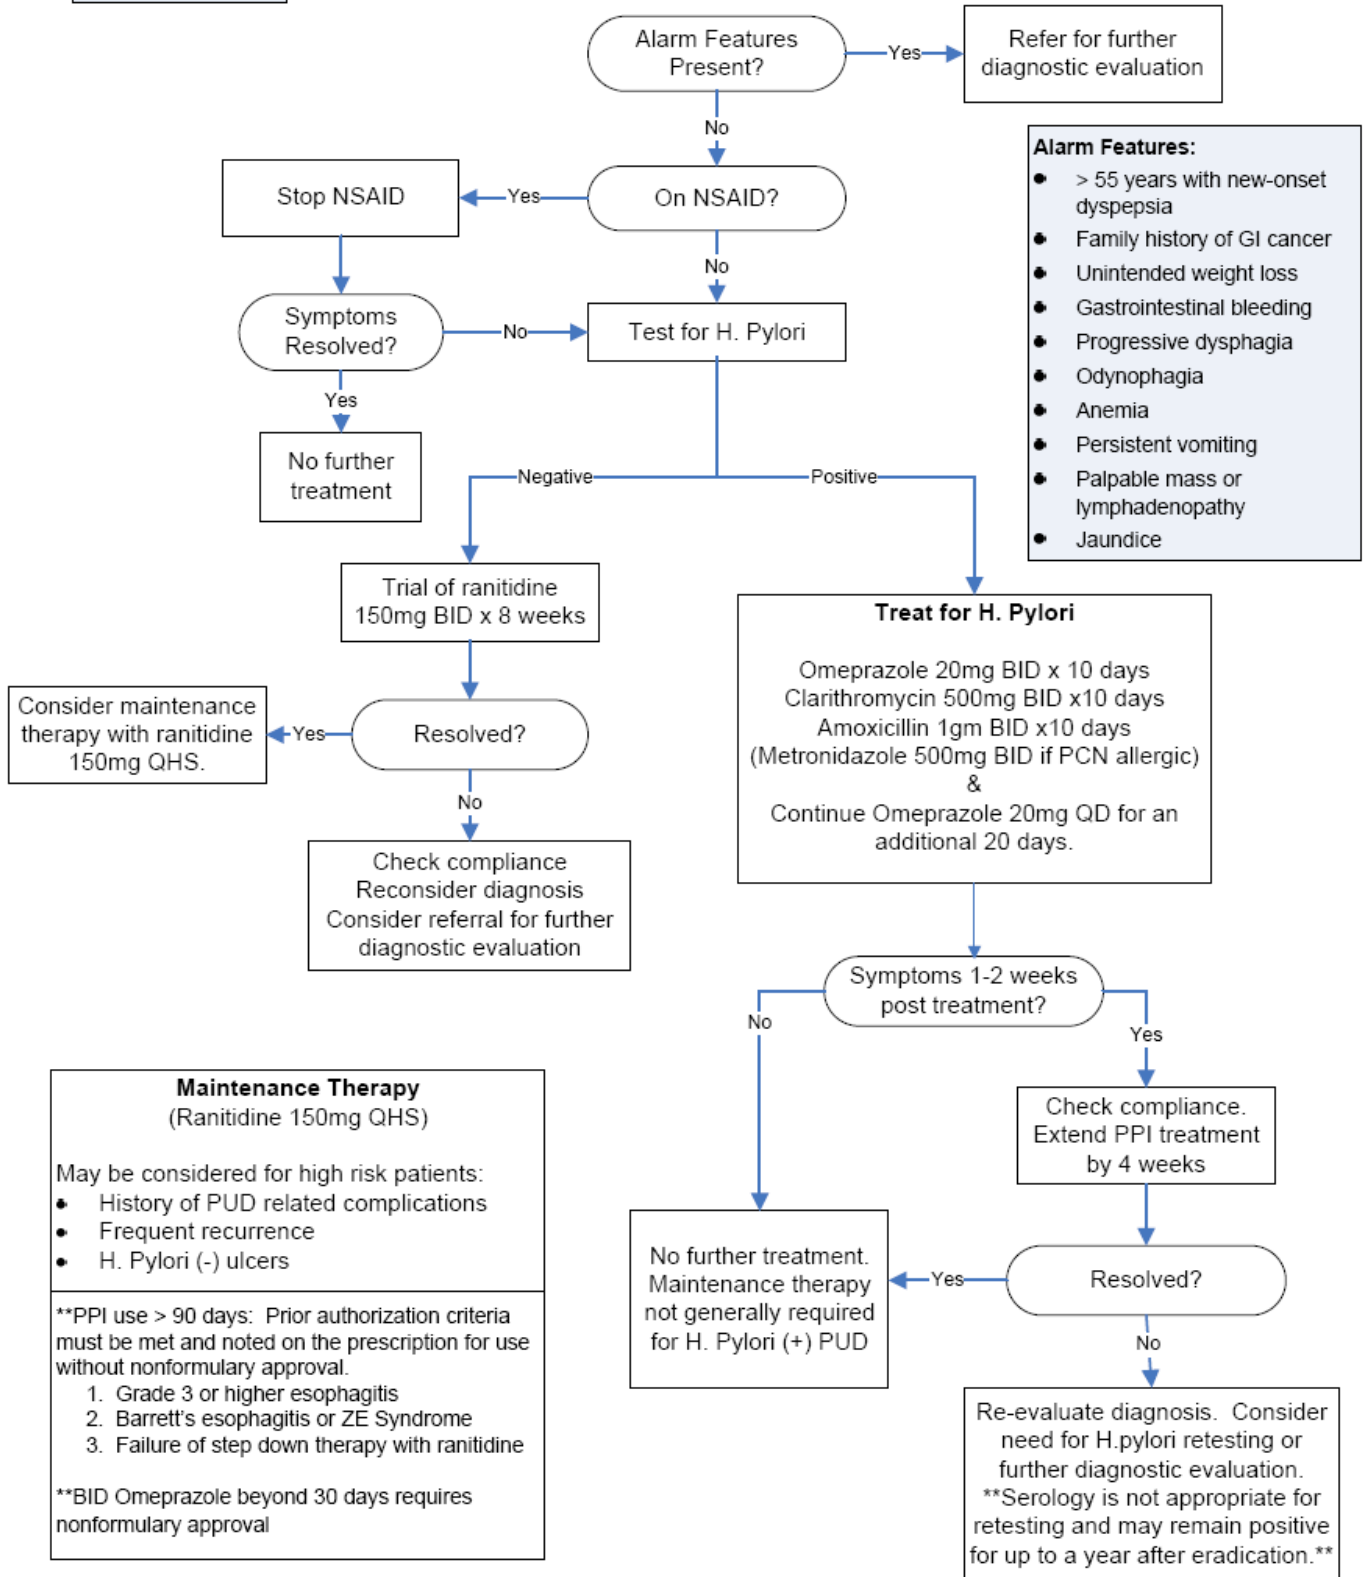 Alarm Features
Present?
Yes
Refer for further
diagnostic evaluation
No
Alarm Features:
> 55 years with new-onset
dyspepsia
Family history of GI cancer
Unintended weight loss
Gastrointestinal bleeding
Progressive dysphagia
Odynophagia
Anemia
Persistent vomiting
Palpable mass or
lymphadenopathy
Jaundice
On NSAID?
Yes
Stop NSAID
No
Symptoms
Resolved?
No
Test for H. Pylori
Yes
No further
treatment
Negative
Positive
Trial of ranitidine
150mg BID x 8 weeks
Resolved?
Yes
Consider maintenance
therapy with ranitidine
150mg QHS.
No
Check compliance
Reconsider diagnosis
Consider referral for further
diagnostic evaluation
Treat for H. Pylori
Omeprazole 20mg BID x 10 days
Clarithromycin 500mg BID x10 days
Amoxicillin 1gm BID x10 days
(Metronidazole 500mg BID if PCN allergic)
&
Continue Omeprazole 20mg QD for an
additional 20 days.
Symptoms 1-2 weeks
post treatment?
No
Yes
Check compliance.
Extend PPI treatment
by 4 weeks
No further treatment.
Maintenance therapy
not generally required
for H. Pylori (+) PUD
Yes
Resolved?
No
Re-evaluate diagnosis. Consider
need for H.pylori retesting or
further diagnostic evaluation.
**Serology is not appropriate for
retesting and may remain positive
for up to a year after eradication.**
Maintenance Therapy
(Ranitidine 150mg QHS)
May be considered for high risk patients:
History of PUD related complications
Frequent recurrence
H. Pylori (-) ulcers
**PPI use > 90 days: Prior authorization criteria
must be met and noted on the prescription for use
without nonformulary approval.
1. Grade 3 or higher esophagitis
2. Barrett's esophagitis or ZE Syndrome
3. Failure of step down therapy with ranitidine
**BID Omeprazole beyond 30 days requires
nonformulary approval